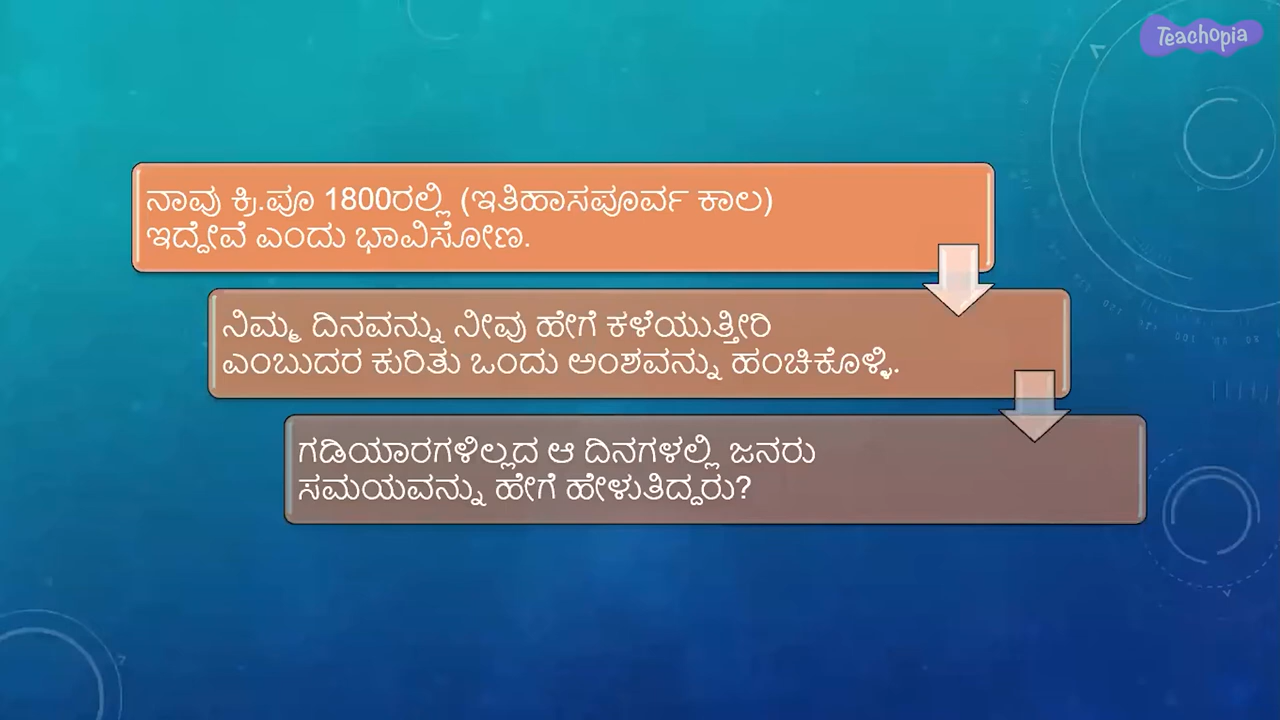 Teachopia
ನಾವು ಕ್ರಿ.ಪೂ 1800ರಲ್ಲಿ (ಇತಿಹಾಸಪೂರ್ವ ಕಾಲ)
ಇದ್ದೇವೆ ಎಂದು ಭಾವಿಸೋಣ.
ನಿಮ್ಮ ದಿನವನ್ನು ನೀವು ಹೇಗೆ ಕಳೆಯುತ್ತೀರಿ
ಎಂಬುದರ ಕುರಿತು ಒಂದು ಅಂಶವನ್ನು ಹಂಚಿಕೊಳ್ಳಿ.
ಗಡಿಯಾರಗಳಿಲ್ಲದ ಆ ದಿನಗಳಲ್ಲಿ ಜನರು
ಸಮಯವನ್ನು ಹೇಗೆ ಹೇಳುತಿದ್ದರು?